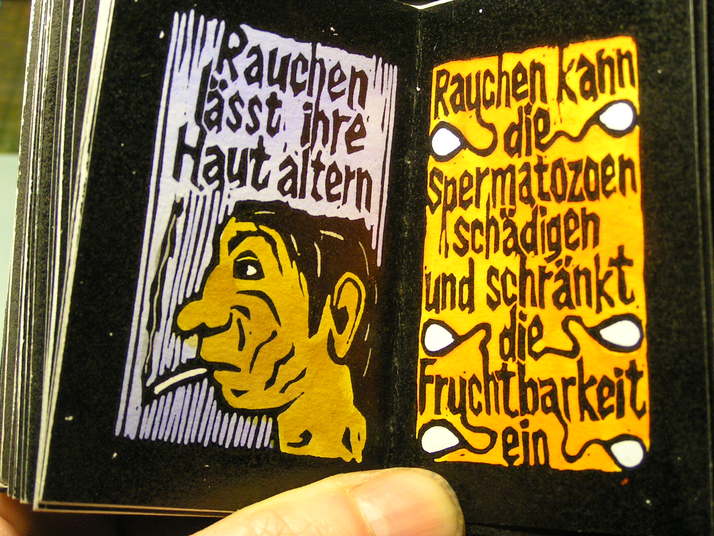 Rauchen
lässt ihre
Haut altern
Rauchen kann
die
spermatozoen
schädigen
und schränkt
die
Fruchtbarkeit
ein